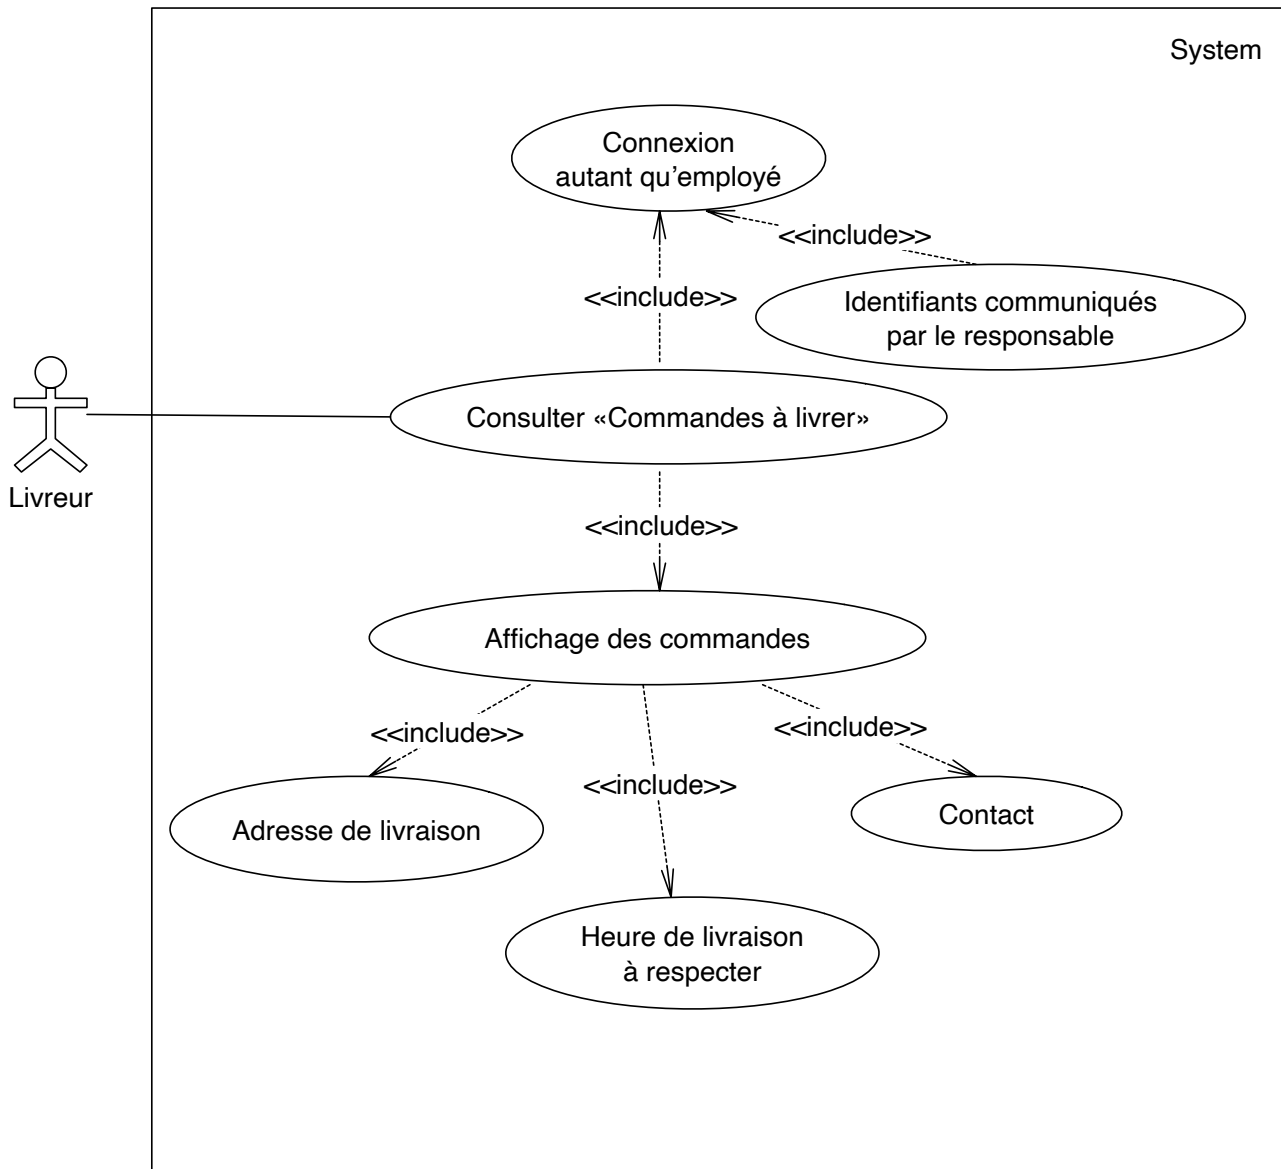 System
Connexion
autant qu’employé
<<include>>
<<include>>
Identifiants communiqués
par le responsable
Consulter «Commandes à livrer»
Livreur
<<include>>
Affichage des commandes
<<include>>
<<include>>
<<include>>
Adresse de livraison
Contact
Heure de livraison
à respecter